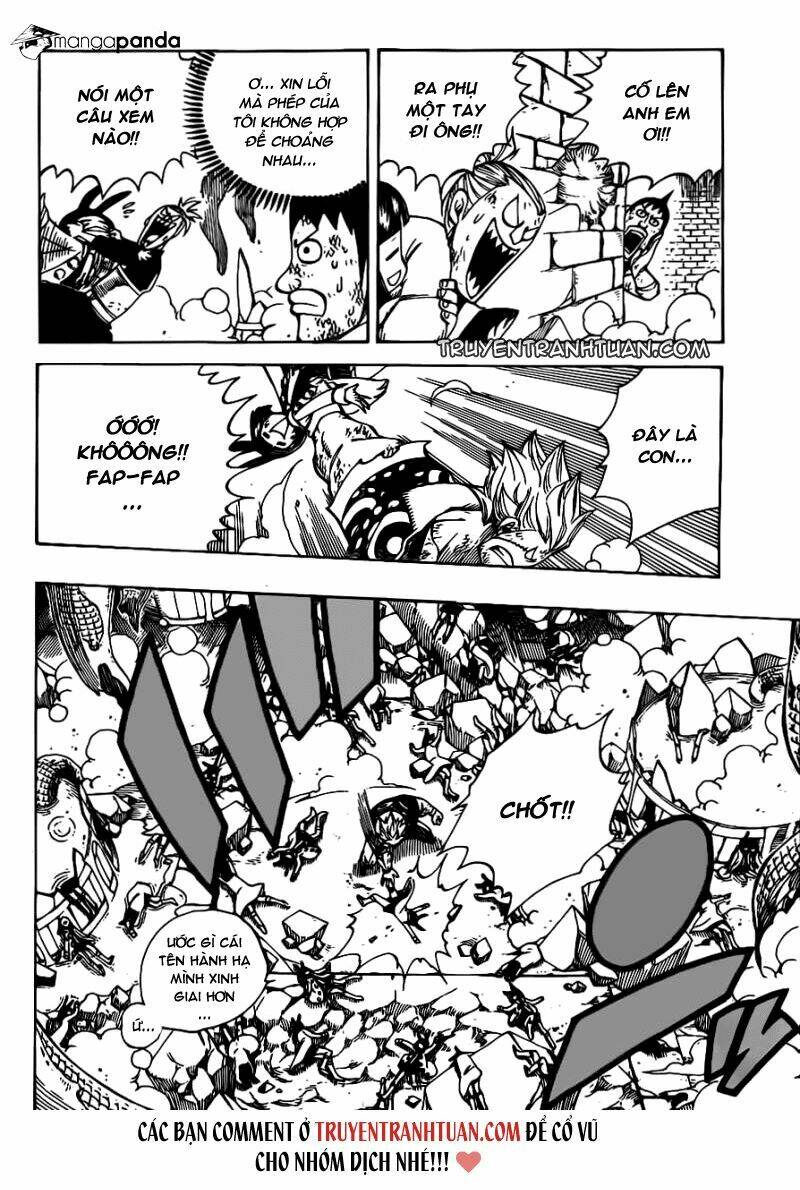 mangapanda
CỐ LÊN
ANH EM
ƠI!!
RA PHỤ
MỘT TAY
ĐI ÔNG!!
Ơ... XIN LỖI
MÀ PHÉP CỦA
TÔI KHÔNG HỢP
ĐỂ CHOẢNG
NHAU...
NÓI MỘT
CÂU XEM
NÀO!!
TRUYENTRANHTUAN.COM
ĐÂY LÀ
CON...
ỚỚỚ!
KHÔÔÔNG!!
FAP-FAP
...
CHỐT!!
ƯỚC GÌ CÁI
TÊN HÀNH HẠ
MÌNH XINH
GIAI HƠN
...
Ứ...
CÁC BẠN COMMENT Ở TRUYENTRANHTUAN.COM ĐỂ CỔ VŨ
CHO NHÓM DỊCH NHÉ!!!